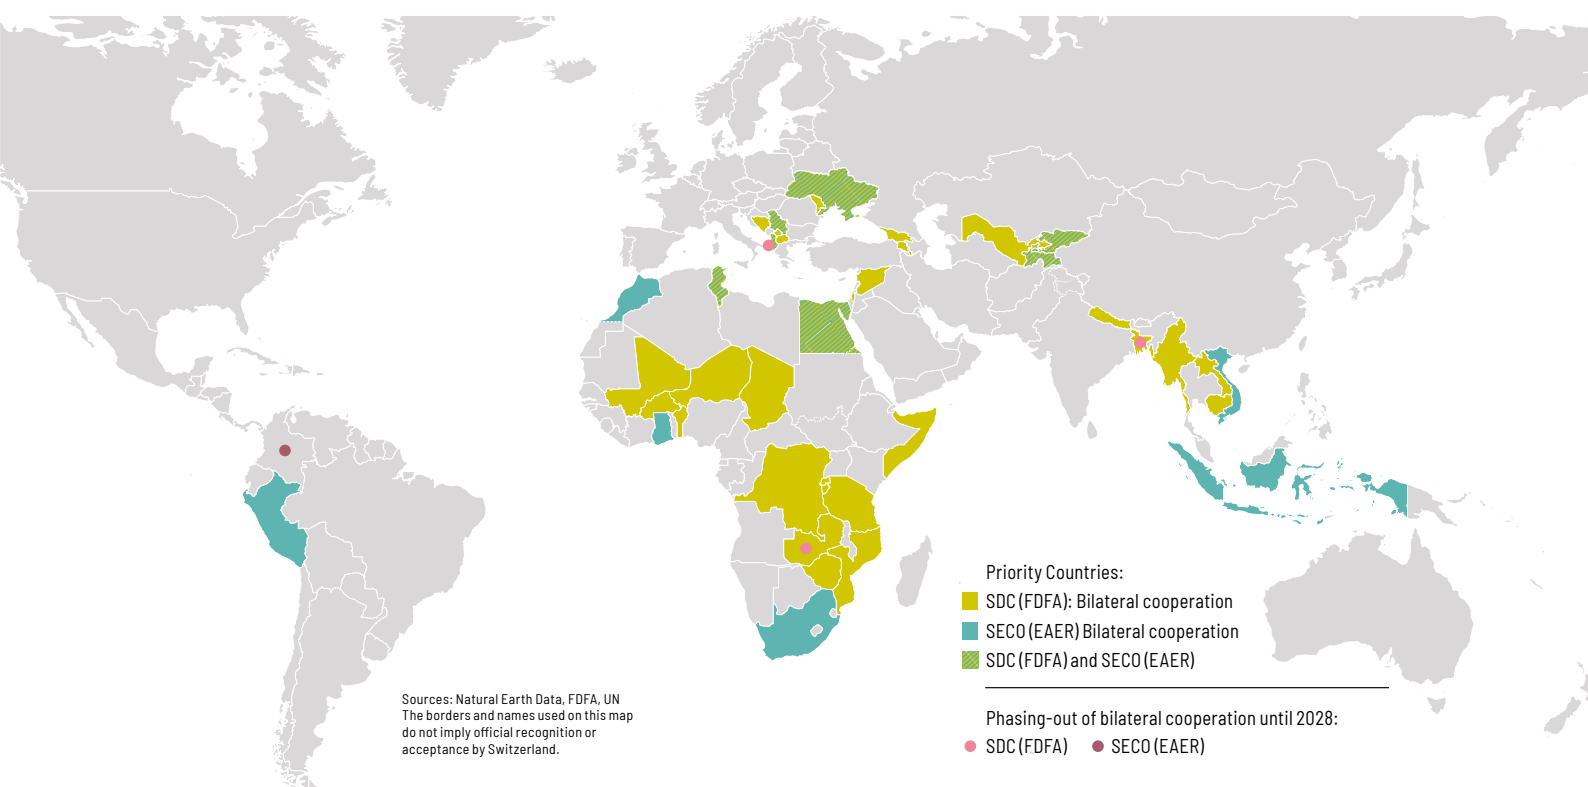 Priority Countries:
SDC (FDFA): Bilateral cooperation
SECO (EAER) Bilateral cooperation
SDC (FDFA) and SECO (EAER)
Phasing-out of bilateral cooperation until 2028:
SDC (FDFA) SECO (EAER)
Sources: Natural Earth Data, FDFA, UN
The borders and names used on this map
do not imply official recognition or
acceptance by Switzerland.